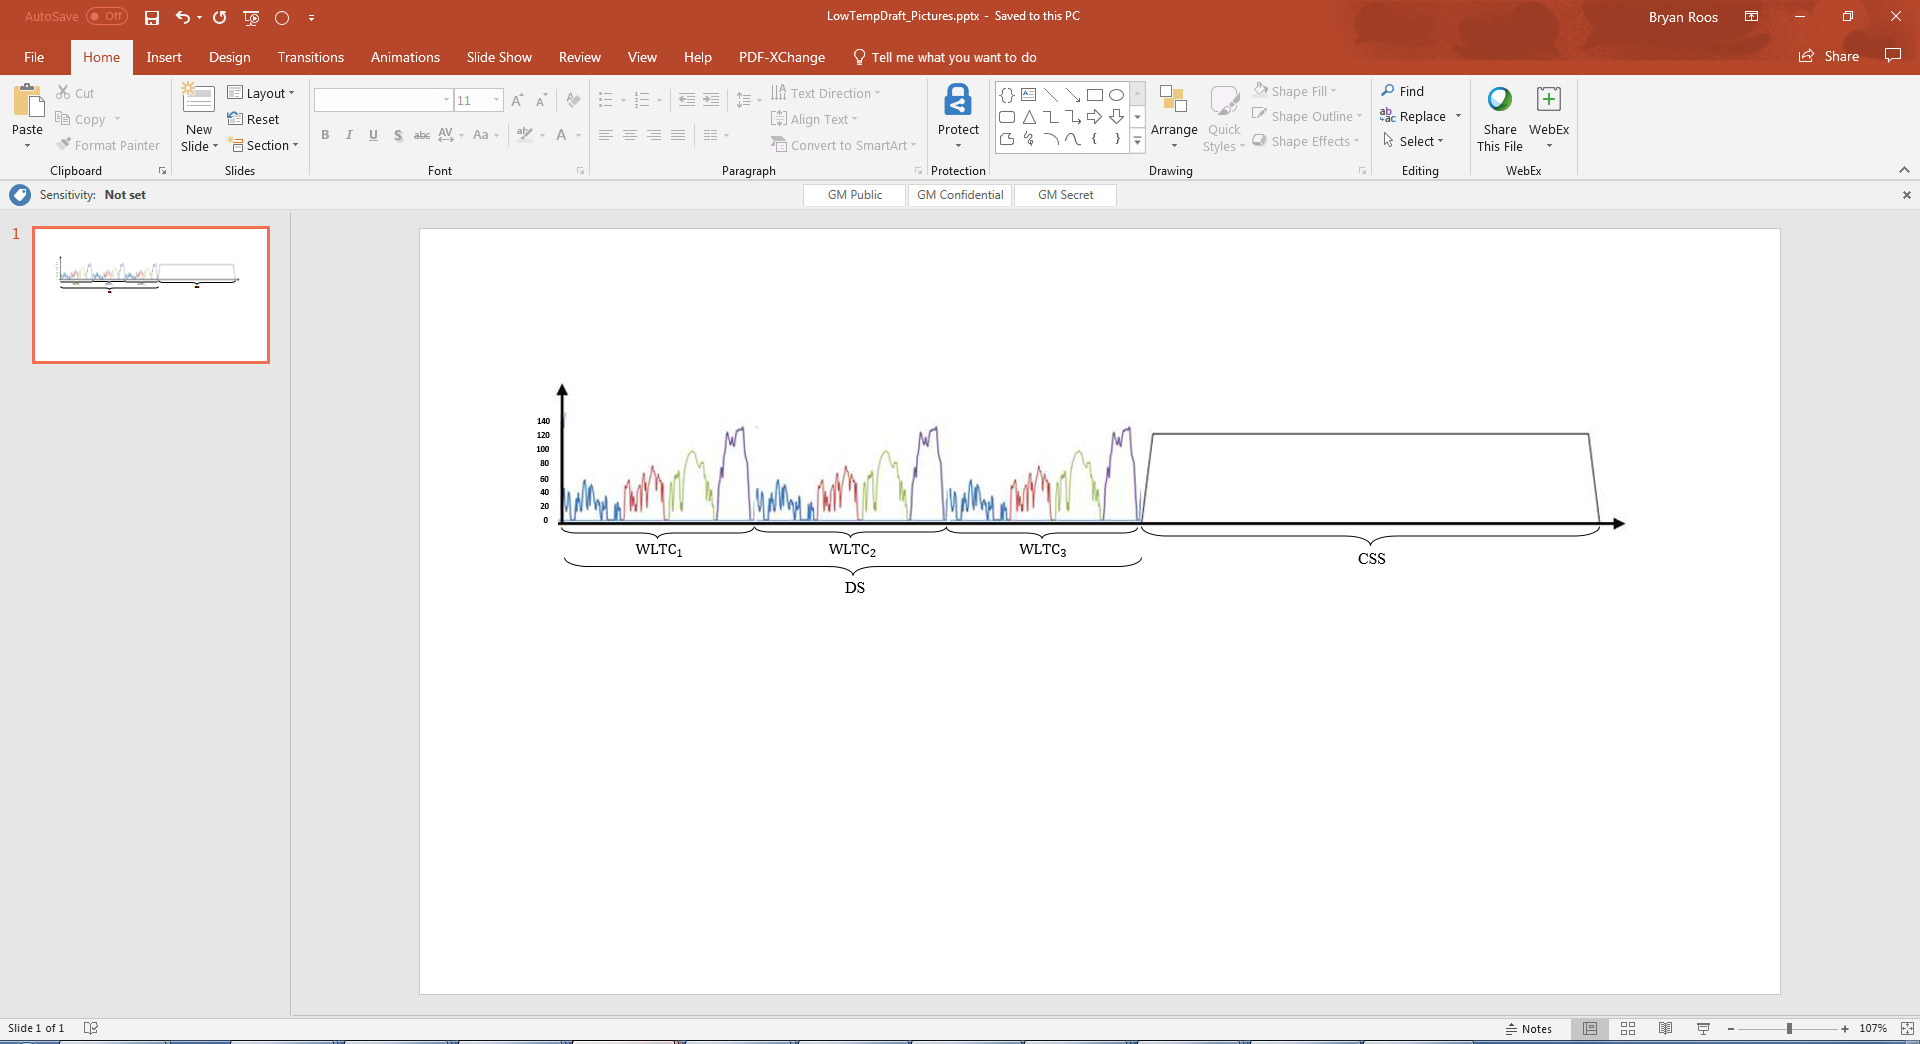 AutoSave Off LowTempDraft_Pictures.pptx - Saved to this PC Bryan Roos
File Home Insert Design Transitions Animations Slide Show Review View Help PDF-XChange Tell me what you want to do Share
Paste
Cut
Copy
Format Painter
Clipboard
New
Slide
Layout
Reset
Section
Slides
11
Font
Text Direction
Align Text
Convert to SmartArt
Paragraph
Protect
Protection
Arrange
Quick
Styles
Shape Fill
Shape Outline
Shape Effects
Drawing
Find
Replace
Select
Editing
Share
This File
WebEx
WebEx
Sensitivity: Not set GM Public GM Confidential GM Secret
1
140
120
100
80
60
40
20
0
WLTC₁ WLTC₂ WLTC₃
CSS
DS
Slide 1 of 1 Notes 107%